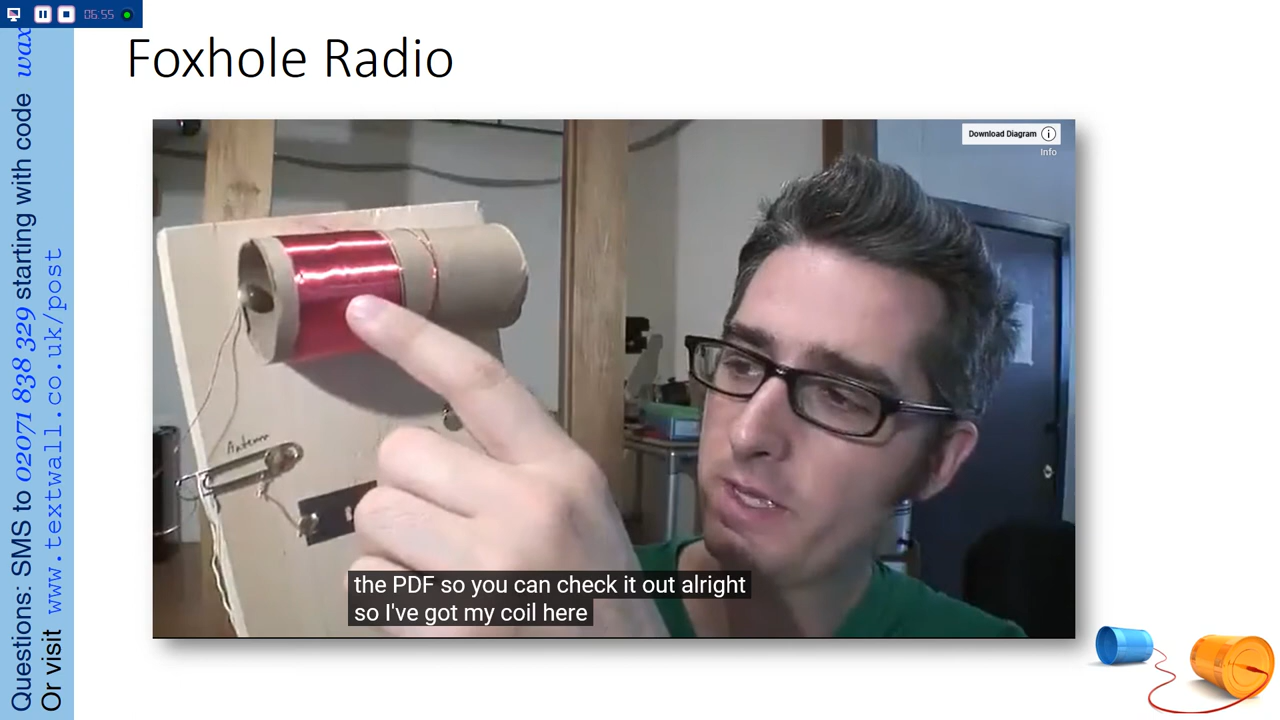 06:55
Foxhole Radio
Questions: SMS to 02071 838 329 starting with code wax
Or visit www.textwall.co.uk/post
Download Diagram
Info
Antenn
the PDF so you can check it out alright
so I've got my coil here